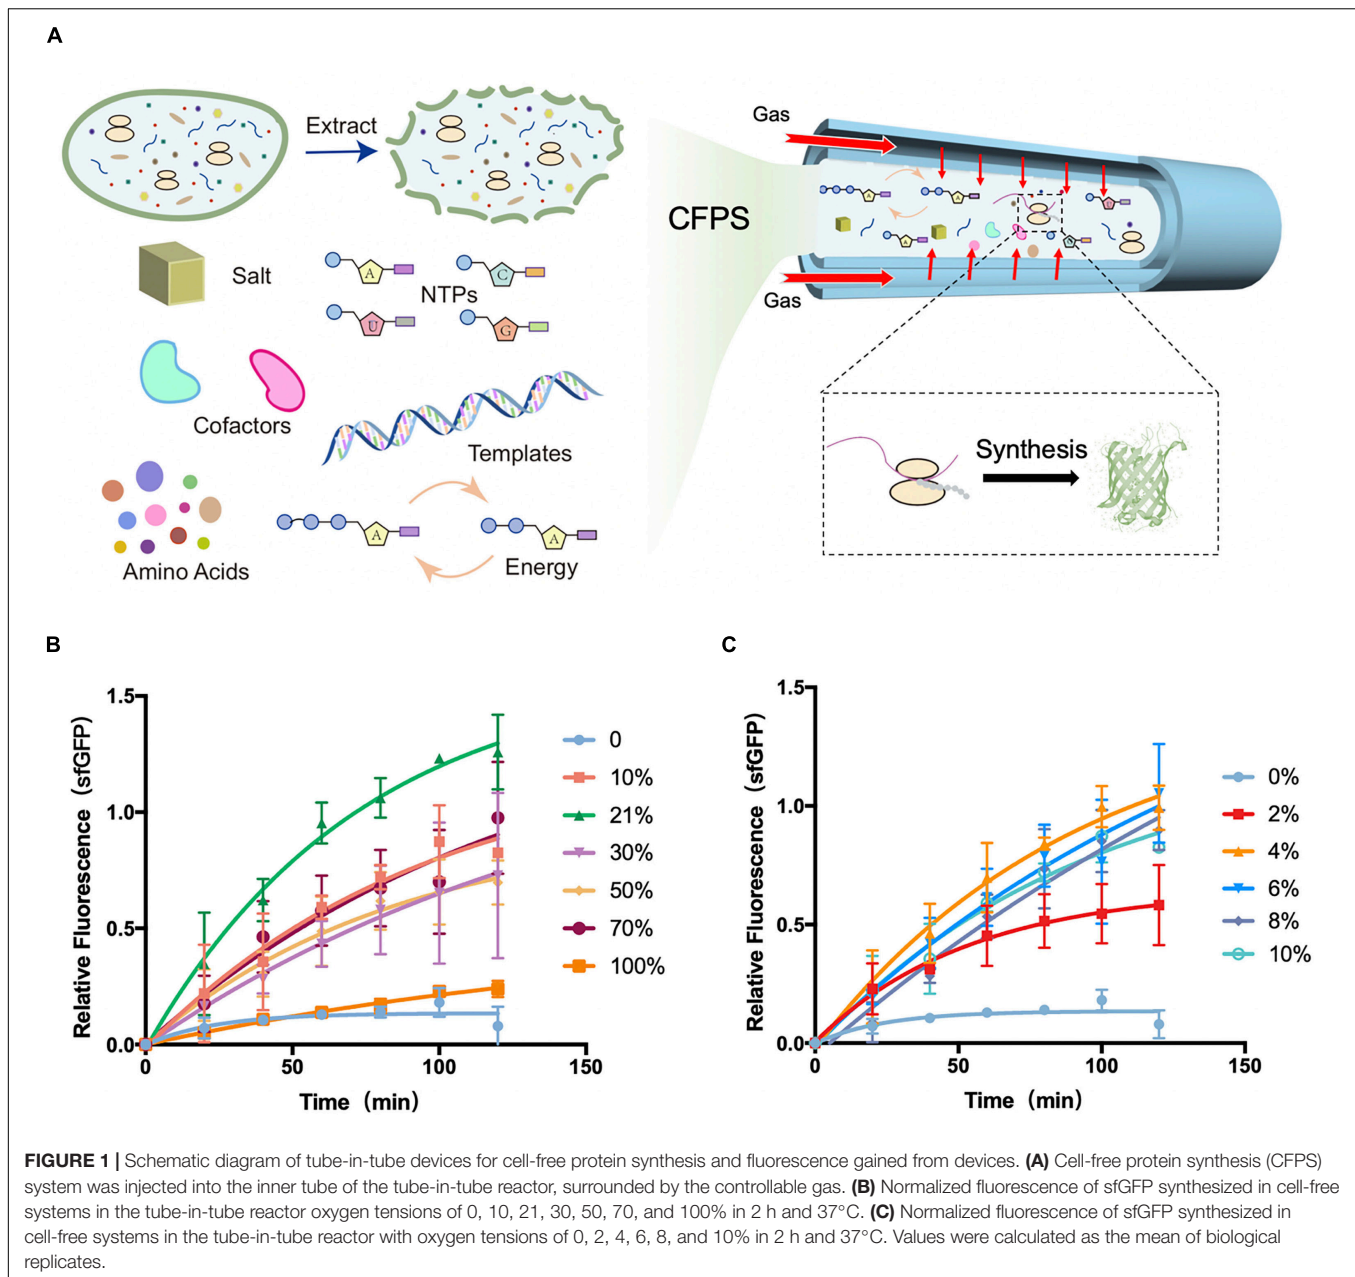 A
Extract
Salt
A
C
NTPs
U
G
Cofactors
Templates
Amino Acids
A
A
Energy
CFPS
Gas
Gas
A
A
U
A
Synthesis
B
Relative Fluorescence (sfGFP)
1.5
1.0
0.5
0.0
0
50
100
150
Time (min)
0
10%
21%
30%
50%
70%
100%
C
Relative Fluorescence (sfGFP)
1.5
1.0
0.5
0.0
0
50
100
150
Time (min)
0%
2%
4%
6%
8%
10%
FIGURE 1 | Schematic diagram of tube-in-tube devices for cell-free protein synthesis and fluorescence gained from devices. (A) Cell-free protein synthesis (CFPS)
system was injected into the inner tube of the tube-in-tube reactor, surrounded by the controllable gas. (B) Normalized fluorescence of sfGFP synthesized in cell-free
systems in the tube-in-tube reactor oxygen tensions of 0, 10, 21, 30, 50, 70, and 100% in 2 h and 37°C. (C) Normalized fluorescence of sfGFP synthesized in
cell-free systems in the tube-in-tube reactor with oxygen tensions of 0, 2, 4, 6, 8, and 10% in 2 h and 37°C. Values were calculated as the mean of biological
replicates.